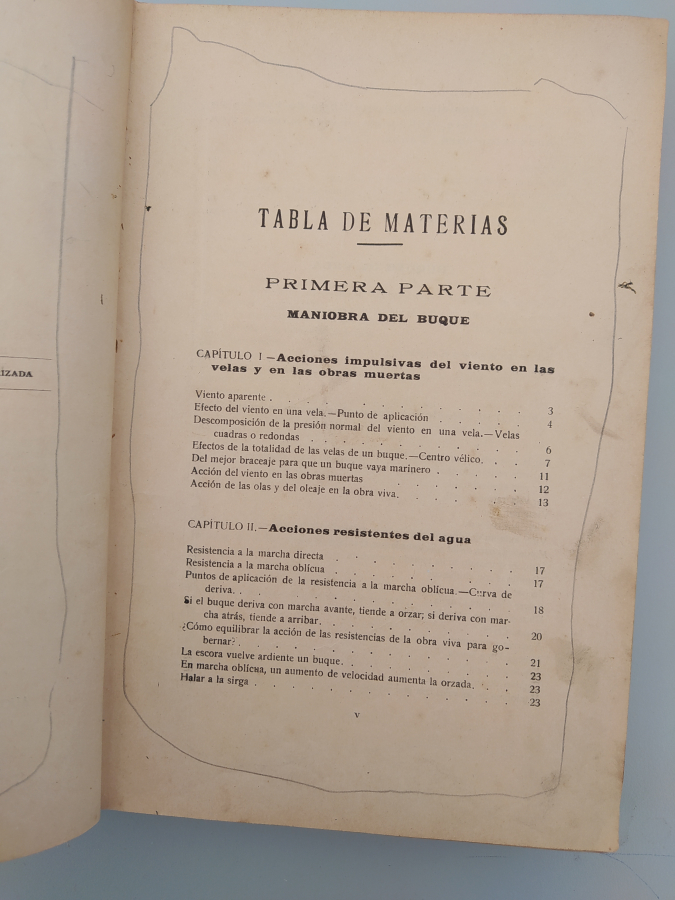 IZADA
TABLA DE MATERIAS
PRIMERA PARTE
MANIOBRA DEL BUQUE
CAPÍTULO I—Acciones impulsivas del viento en las
velas y en las obras muertas
Viento aparente . . . . . . . . . . . 3
Efecto del viento en una vela.—Punto de aplicación . . . . 4
Descomposición de la presión normal del viento en una vela.—Velas
cuadras o redondas . . . . . . . . . . 6
Efectos de la totalidad de las velas de un buque.—Centro vélico. . . 7
Del mejor braceaje para que un buque vaya marinero . . . . 11
Acción del viento en las obras muertas . . . . . . 12
Acción de las olas y del oleaje en la obra viva. . . . . . 13
CAPÍTULO II.—Acciones resistentes del agua
Resistencia a la marcha directa . . . . . . . . . 17
Resistencia a la marcha oblícua . . . . . . . . . 17
Puntos de aplicación de la resistencia a la marcha oblícua.—Curva de
deriva. . . . . . . . . . . . . 18
Si el buque deriva con marcha avante, tiende a orzar; si deriva con mar-
cha atrás, tiende a arribar. . . . . . . . . . 20
¿Cómo equilibrar la acción de las resistencias de la obra viva para go-
bernar? . . . . . . . . . . . . 21
La escora vuelve ardiente un buque. . . . . . . . 23
En marcha oblícua, un aumento de velocidad aumenta la orzada. . . 23
Halar a la sirga . . . . . . . . . . . 23
V